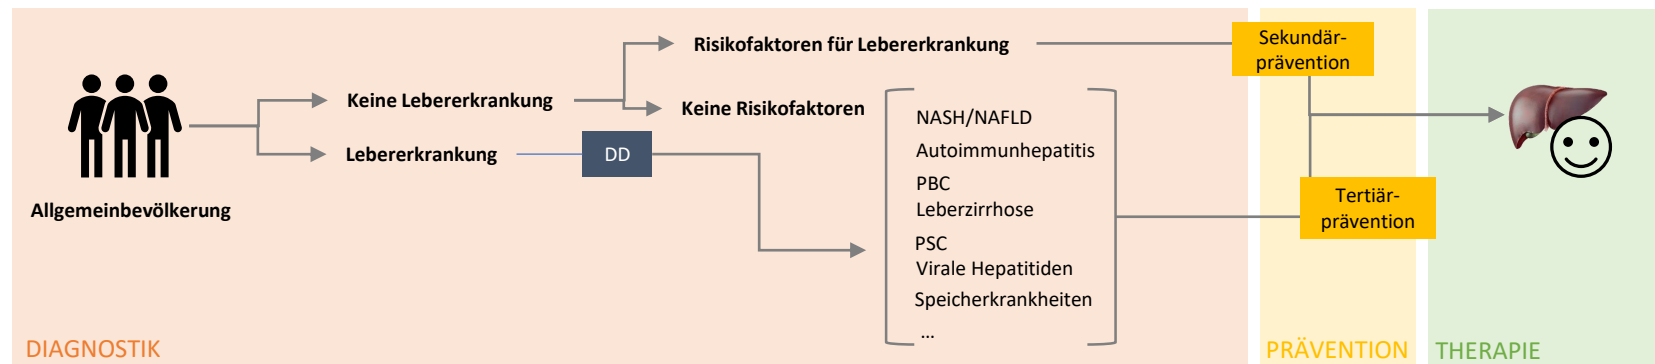 Allgemeinbevölkerung
Keine Lebererkrankung
Lebererkrankung
DD
Risikofaktoren für Lebererkrankung
Keine Risikofaktoren
NASH/NAFLD
Autoimmunhepatitis
PBC
Leberzirrhose
PSC
Virale Hepatitiden
Speicherkrankheiten
...
Sekundär-
prävention
Tertiär-
prävention
DIAGNOSTIK
PRÄVENTION
THERAPIE